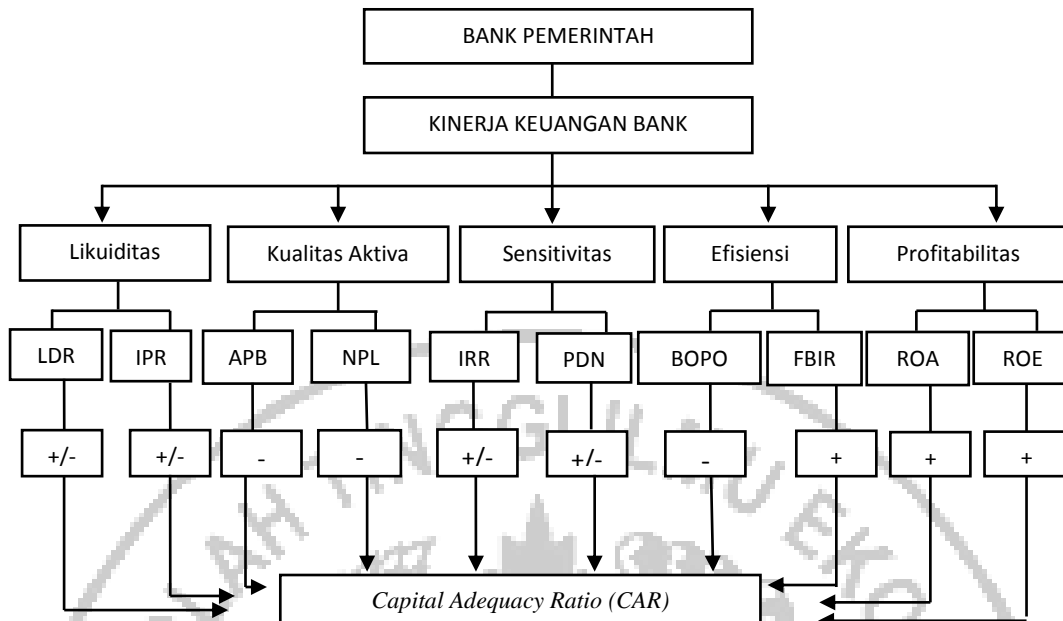 BANK PEMERINTAH
KINERJA KEUANGAN BANK
Likuiditas
Kualitas Aktiva
Sensitivitas
Efisiensi
Profitabilitas
LDR
IPR
APB
NPL
IRR
PDN
BOPO
FBIR
ROA
ROE
+/-
+/-
-
-
+/-
+/-
-
+
+
+
Capital Adequacy Ratio (CAR)